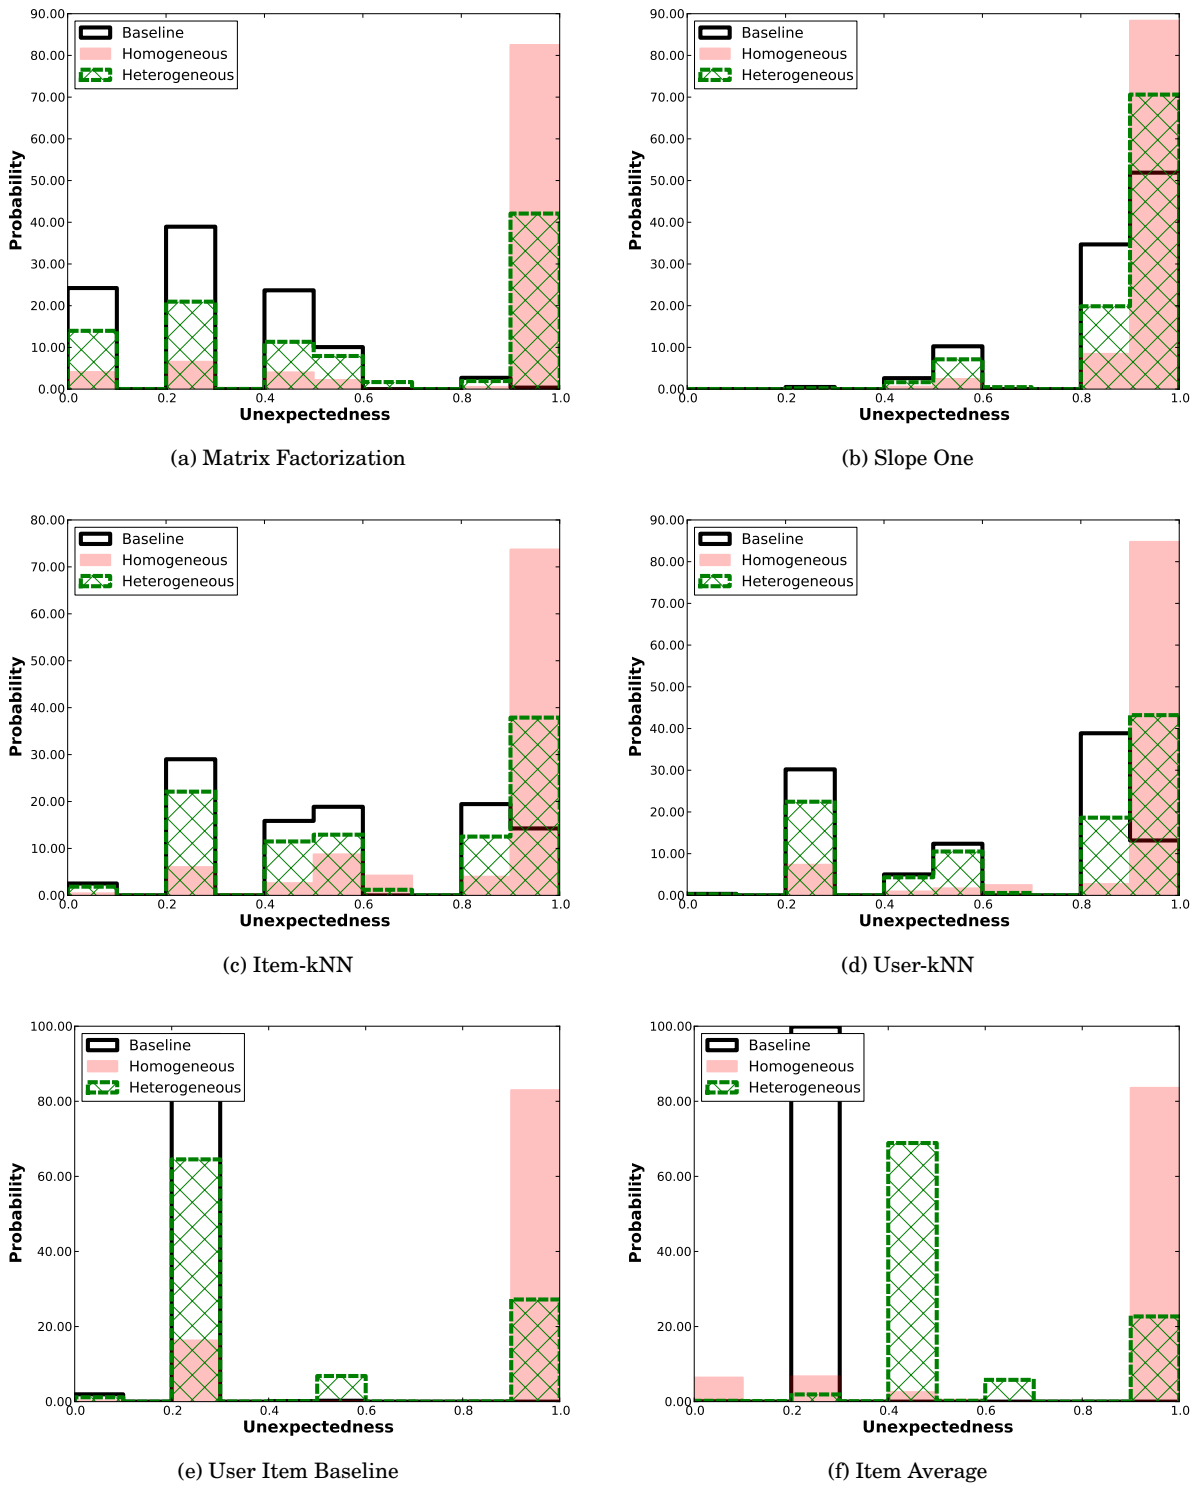 90.00
80.00
70.00
60.00
50.00
40.00
30.00
20.00
10.00
0.00
Probability
Baseline
Homogeneous
Heterogeneous
0.0 0.2 0.4 0.6 0.8 1.0
Unexpectedness
(a) Matrix Factorization
90.00
80.00
70.00
60.00
50.00
40.00
30.00
20.00
10.00
0.00
Probability
Baseline
Homogeneous
Heterogeneous
0.0 0.2 0.4 0.6 0.8 1.0
Unexpectedness
(b) Slope One
80.00
70.00
60.00
50.00
40.00
30.00
20.00
10.00
0.00
Probability
Baseline
Homogeneous
Heterogeneous
0.0 0.2 0.4 0.6 0.8 1.0
Unexpectedness
(c) Item-kNN
90.00
80.00
70.00
60.00
50.00
40.00
30.00
20.00
10.00
0.00
Probability
Baseline
Homogeneous
Heterogeneous
0.0 0.2 0.4 0.6 0.8 1.0
Unexpectedness
(d) User-kNN
100.00
80.00
60.00
40.00
20.00
0.00
Probability
Baseline
Homogeneous
Heterogeneous
0.0 0.2 0.4 0.6 0.8 1.0
Unexpectedness
(e) User Item Baseline
100.00
80.00
60.00
40.00
20.00
0.00
Probability
Baseline
Homogeneous
Heterogeneous
0.0 0.2 0.4 0.6 0.8 1.0
Unexpectedness
(f) Item Average